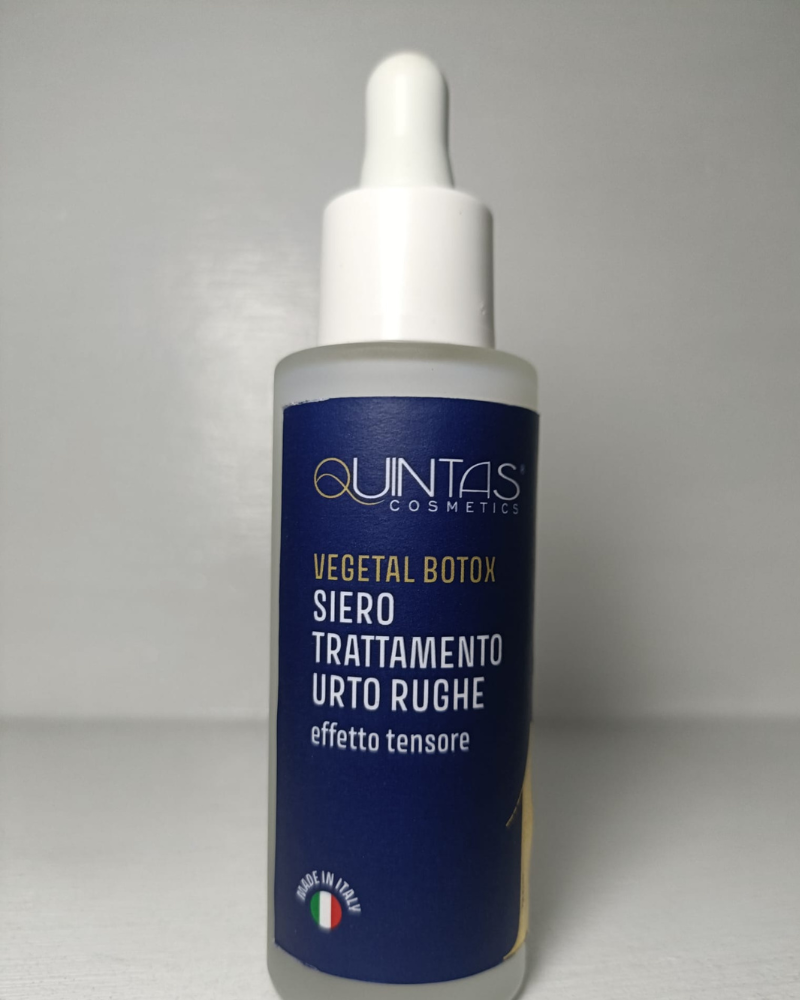 QUINTAS®
COSMETICS
VEGETAL BOTOX
SIERO
TRATTAMENTO
URTO RUGHE
effetto tensore
MADE IN ITALY